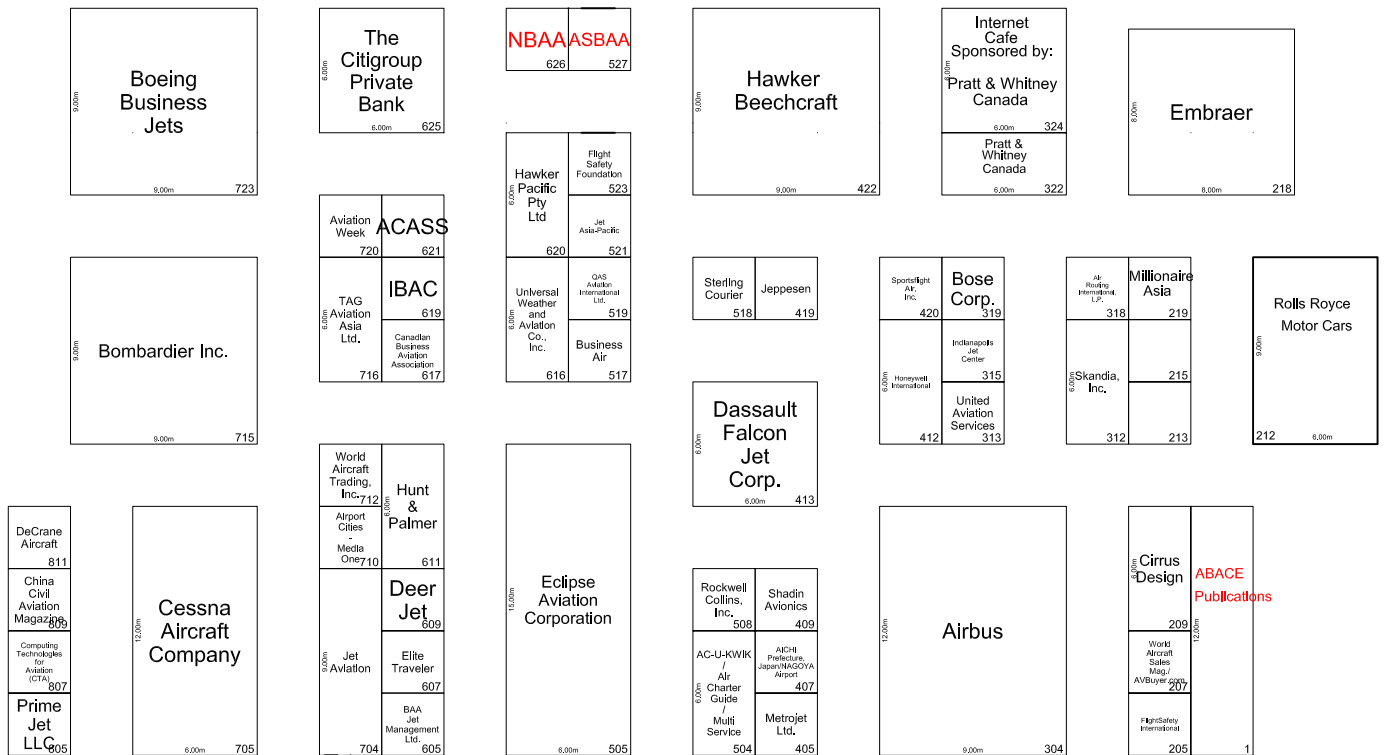 Boeing
Business
Jets
9.00m
9.00m
723
The
Citigroup
Private
Bank
6.00m
6.00m
625
NBAA
626
ASBAA
527
Hawker
Beechcraft
9.00m
9.00m
422
Internet
Cafe
Sponsored by:
Pratt & Whitney
Canada
6.00m
6.00m
324
Pratt &
Whitney
Canada
6.00m
322
Embraer
8.00m
8.00m
218
Hawker
Pacific
Pty
Ltd
6.00m
620
Flight
Safety
Foundation
523
Jet
Asia-Pacific
521
Aviation
Week
720
ACASS
621
TAG
Aviation
Asia
Ltd.
6.00m
716
IBAC
619
Canadian
Business
Aviation
Association
617
Universal
Weather
and
Aviation
Co.,
Inc.
6.00m
616
QAS
Aviation
International
Ltd.
519
Business
Air
517
Bombardier Inc.
9.00m
9.00m
715
Sterling
Courier
518
Jeppesen
419
Sportsflight
Air,
Inc.
420
Bose
Corp.
319
Honeywell
International
6.00m
412
Indianapolis
Jet
Center
315
United
Aviation
Services
313
Air
Routing
International,
L.P.
318
Millionaire
Asia
219
Skandia,
Inc.
6.00m
312
215
213
Rolls Royce
Motor Cars
9.00m
212
6.00m
Dassault
Falcon
Jet
Corp.
6.00m
6.00m
413
World
Aircraft
Trading,
Inc.
712
Hunt
&
Palmer
6.00m
611
Airport
Cities
-
Media
One
710
DeCrane
Aircraft
811
China
Civil
Aviation
Magazine
809
Computing
Technologies
for
Aviation
(CTA)
807
Prime
Jet
LLC
805
Cessna
Aircraft
Company
12.00m
6.00m
705
Jet
Aviation
9.00m
704
Deer
Jet
609
Elite
Traveler
607
BAA
Jet
Management
Ltd.
605
Eclipse
Aviation
Corporation
15.00m
6.00m
505
Rockwell
Collins,
Inc.
508
Shadin
Avionics
409
AC-U-KWIK
/
Air
Charter
Guide
/
Multi
Service
6.00m
504
AICHI
Prefecture,
Japan/NAGOYA
Airport
407
Metrojet
Ltd.
405
Airbus
12.00m
9.00m
304
Cirrus
Design
6.00m
209
World
Aircraft
Sales
Mag./
AVBuyer.com
207
FlightSafety
International
205
ABACE
Publications
12.00m
1